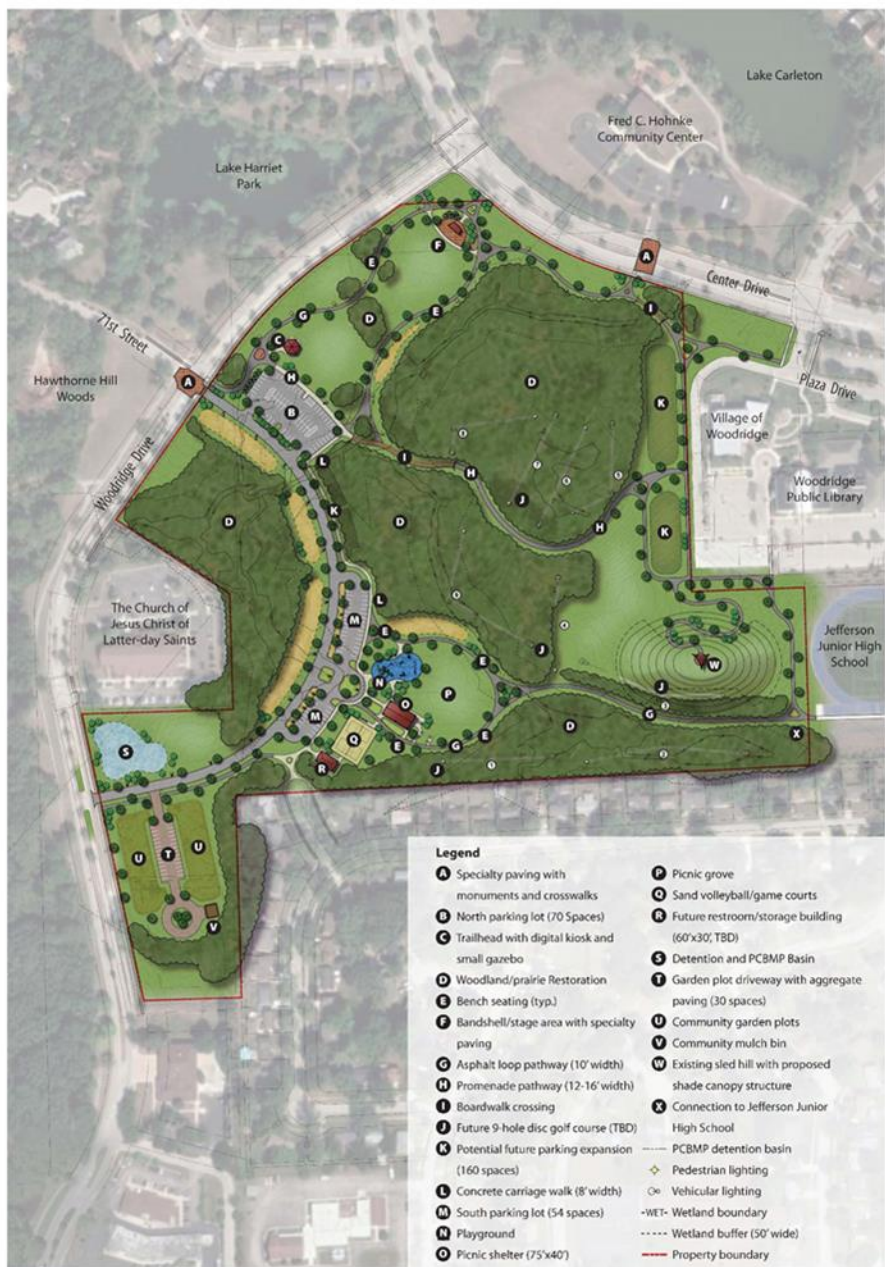 Lake Carleton
Fred C. Hohnke
Community Center
Lake Harriet
Park
F
A
E
Center Drive
I
G
E
71st Street
D
C
Plaza Drive
A
H
Hawthorne Hill
Woods
D
K
B
Village of
Woodridge
8
Woodridge Drive
I
L
7
H
6
5
Woodridge
Public Library
J
K
D
D
H
K
9
The Church of
Jesus Christ of
Latter-day Saints
L
M
E
4
Jefferson
Junior High
School
J
E
W
N
P
J
O
3
M
G
D
X
S
Q
E
G
E
R
J
1
2
U
T
U
V
Legend
A Specialty paving with
monuments and crosswalks
B North parking lot (70 Spaces)
C Trailhead with digital kiosk and
small gazebo
D Woodland/prairie Restoration
E Bench seating (typ.)
F Bandshell/stage area with specialty
paving
G Asphalt loop pathway (10' width)
H Promenade pathway (12-16' width)
I Boardwalk crossing
J Future 9-hole disc golf course (TBD)
K Potential future parking expansion
(160 spaces)
L Concrete carriage walk (8' width)
M South parking lot (54 spaces)
N Playground
O Picnic shelter (75'x40')
P Picnic grove
Q Sand volleyball/game courts
R Future restroom/storage building
(60'x30', TBD)
S Detention and PCBMP Basin
T Garden plot driveway with aggregate
paving (30 spaces)
U Community garden plots
V Community mulch bin
W Existing sled hill with proposed
shade canopy structure
X Connection to Jefferson Junior
High School
PCBMP detention basin
Pedestrian lighting
Vehicular lighting
-WET- Wetland boundary
Wetland buffer (50' wide)
Property boundary